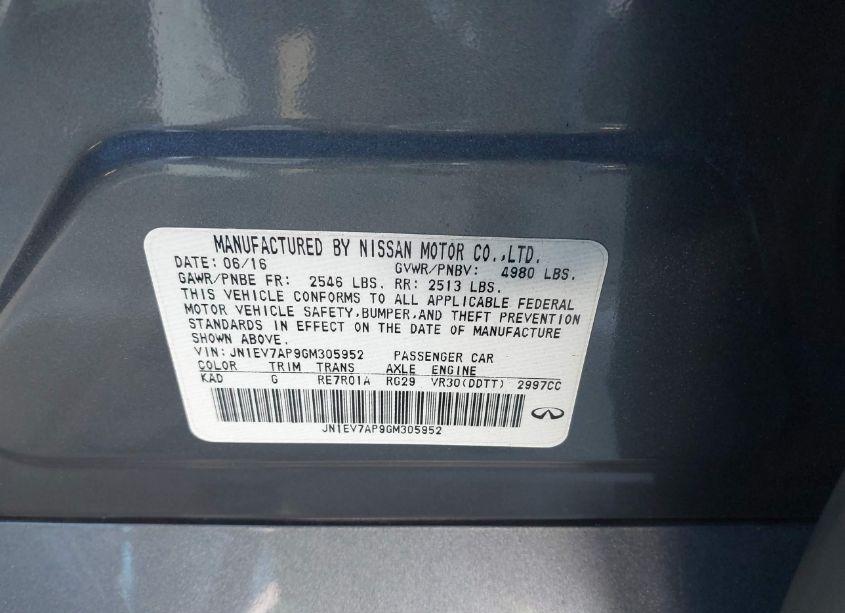 MANUFACTURED BY NISSAN MOTOR CO.,LTD.
DATE: 06/16 GVWR/PNBV: 4980 LBS.
GAWR/PNBE FR: 2546 LBS. RR: 2513 LBS.
THIS VEHICLE CONFORMS TO ALL APPLICABLE FEDERAL
MOTOR VEHICLE SAFETY,BUMPER,AND THEFT PREVENTION
STANDARDS IN EFFECT ON THE DATE OF MANUFACTURE
SHOWN ABOVE.
VIN: JN1EV7AP9GM305952 PASSENGER CAR
COLOR TRIM TRANS AXLE ENGINE
KAD G RE7R01A RG29 VR30(DDTT) 2997CC
JN1EV7AP9GM305952